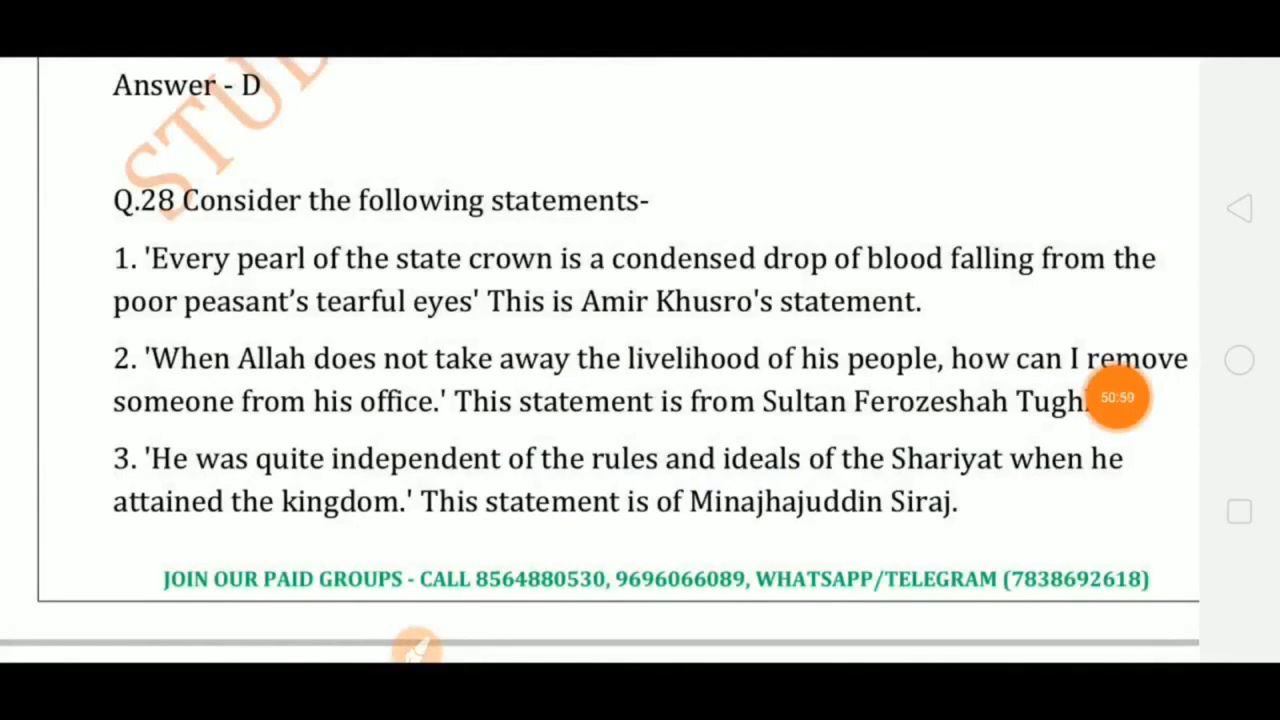 Answer - D
Q.28 Consider the following statements-
1. 'Every pearl of the state crown is a condensed drop of blood falling from the
poor peasant’s tearful eyes' This is Amir Khusro's statement.
2. 'When Allah does not take away the livelihood of his people, how can I remove
someone from his office.' This statement is from Sultan Ferozeshah
50:59
3. 'He was quite independent of the rules and ideals of the Shariyat when he
attained the kingdom.' This statement is of Minajhajuddin Siraj.
JOIN OUR PAID GROUPS - CALL 8564880530, 9696066089, WHATSAPP/TELEGRAM (7838692618)